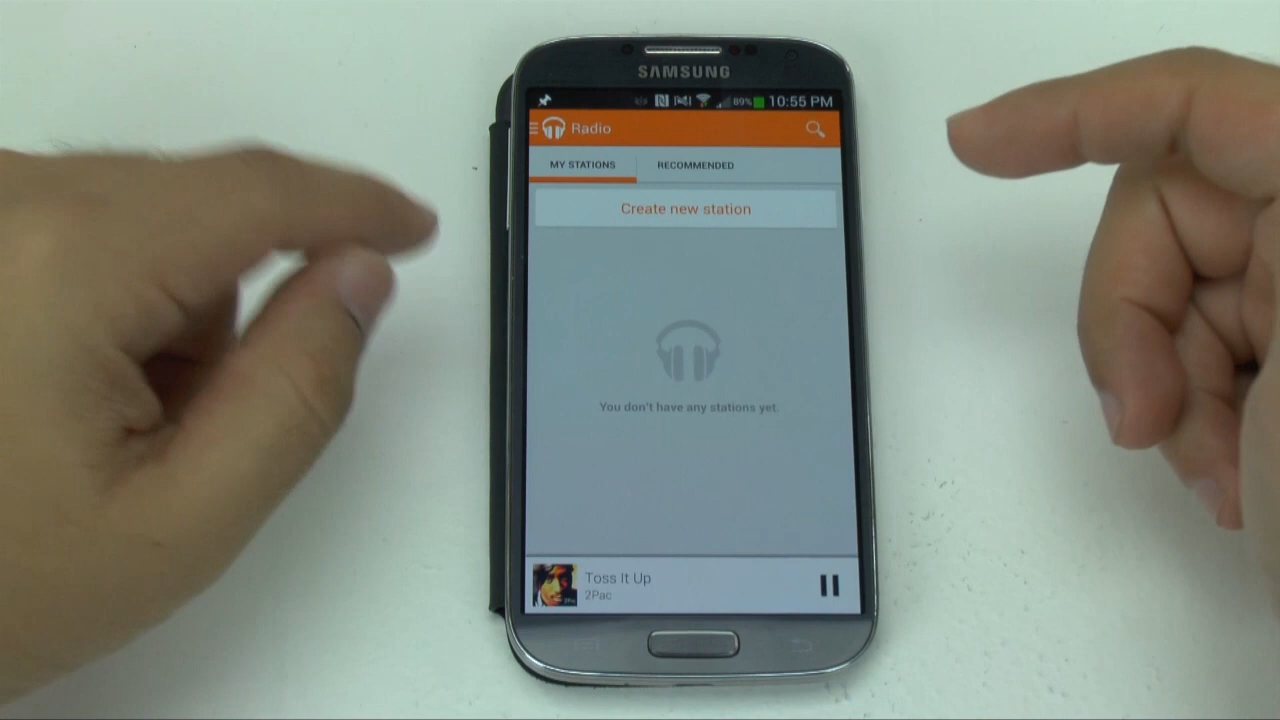 SAMSUNG
89% 10:55 PM
Radio
MY STATIONS RECOMMENDED
Create new station
You don't have any stations yet.
Toss It Up
2Pac